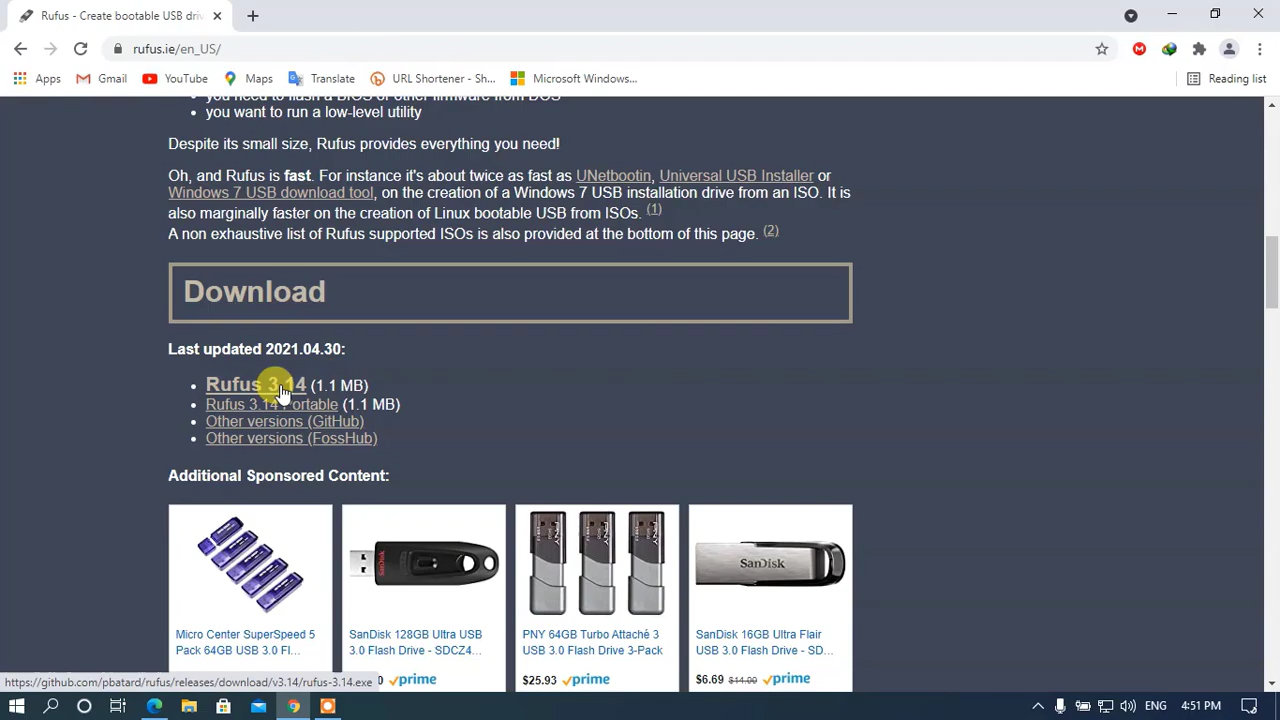 Rufus - Create bootable USB driv
rufus.ie/en_US/
Apps Gmail YouTube Maps Translate URL Shortener - Sh... Microsoft Windows... Reading list
you need to flash a BIOS or other firmware from DOS
you want to run a low-level utility
Despite its small size, Rufus provides everything you need!
Oh, and Rufus is fast. For instance it's about twice as fast as UNetbootin, Universal USB Installer or
Windows 7 USB download tool, on the creation of a Windows 7 USB installation drive from an ISO. It is
also marginally faster on the creation of Linux bootable USB from ISOs. (1)
A non exhaustive list of Rufus supported ISOs is also provided at the bottom of this page. (2)
Download
Last updated 2021.04.30:
Rufus 3.14 (1.1 MB)
Rufus 3.14 Portable (1.1 MB)
Other versions (GitHub)
Other versions (FossHub)
Additional Sponsored Content:
SanDisk
SanDisk
Micro Center SuperSpeed 5
Pack 64GB USB 3.0 Fl...
SanDisk 128GB Ultra USB
3.0 Flash Drive - SDCZ4...
PNY 64GB Turbo Attaché 3
USB 3.0 Flash Drive 3-Pack
SanDisk 16GB Ultra Flair
USB 3.0 Flash Drive - SD...
0 prime
$25.93 prime
$6.69 $14.00 prime
https://github.com/pbatard/rufus/releases/download/v3.14/rufus-3.14.exe
ENG 4:51 PM